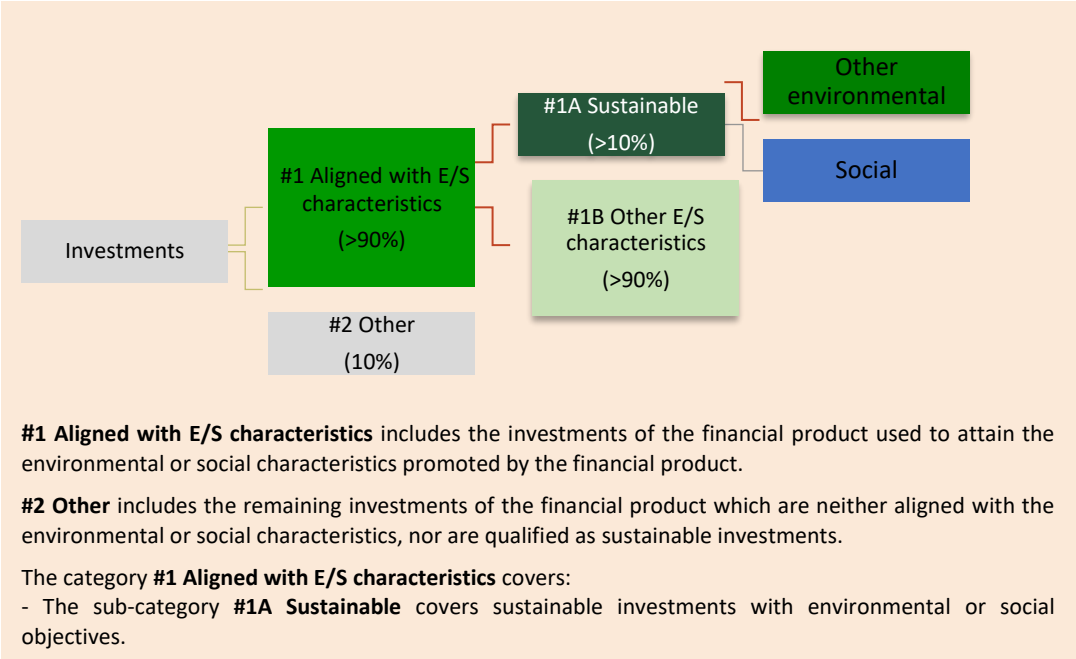 Other
environmental
#1A Sustainable
(>10%)
Social
#1 Aligned with E/S
characteristics
(>90%)
#1B Other E/S
characteristics
(>90%)
Investments
#2 Other
(10%)
#1 Aligned with E/S characteristics includes the investments of the financial product used to attain the
environmental or social characteristics promoted by the financial product.
#2 Other includes the remaining investments of the financial product which are neither aligned with the
environmental or social characteristics, nor are qualified as sustainable investments.
The category #1 Aligned with E/S characteristics covers:
- The sub-category #1A Sustainable covers sustainable investments with environmental or social
objectives.